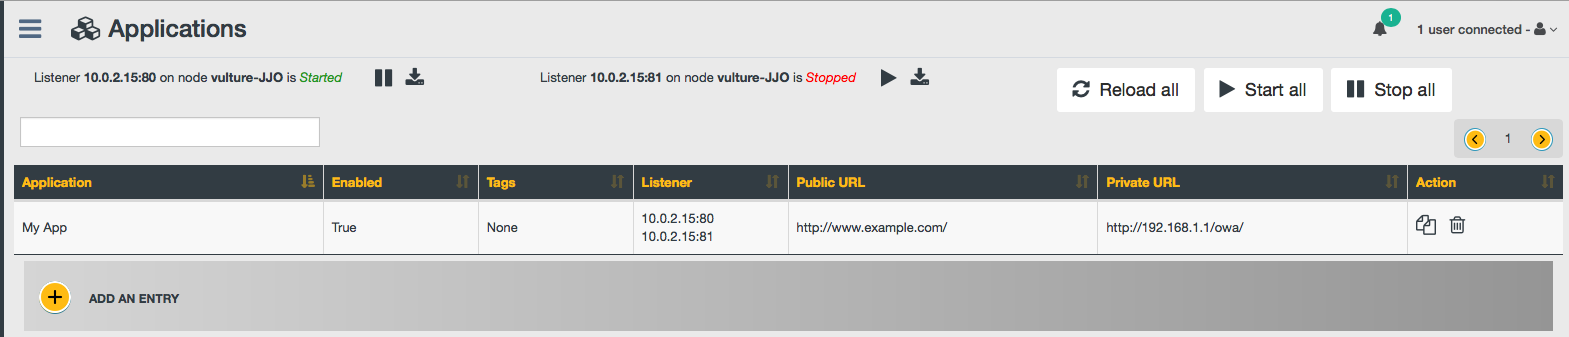 Applications
1
1 user connected -
Listener 10.0.2.15:80 on node vulture-JJO is Started
Listener 10.0.2.15:81 on node vulture-JJO is Stopped
Reload all
Start all
Stop all
1
Application Enabled Tags Listener Public URL Private URL Action
My App True None 10.0.2.15:80 http://www.example.com/ http://192.168.1.1/owa/
10.0.2.15:81
ADD AN ENTRY